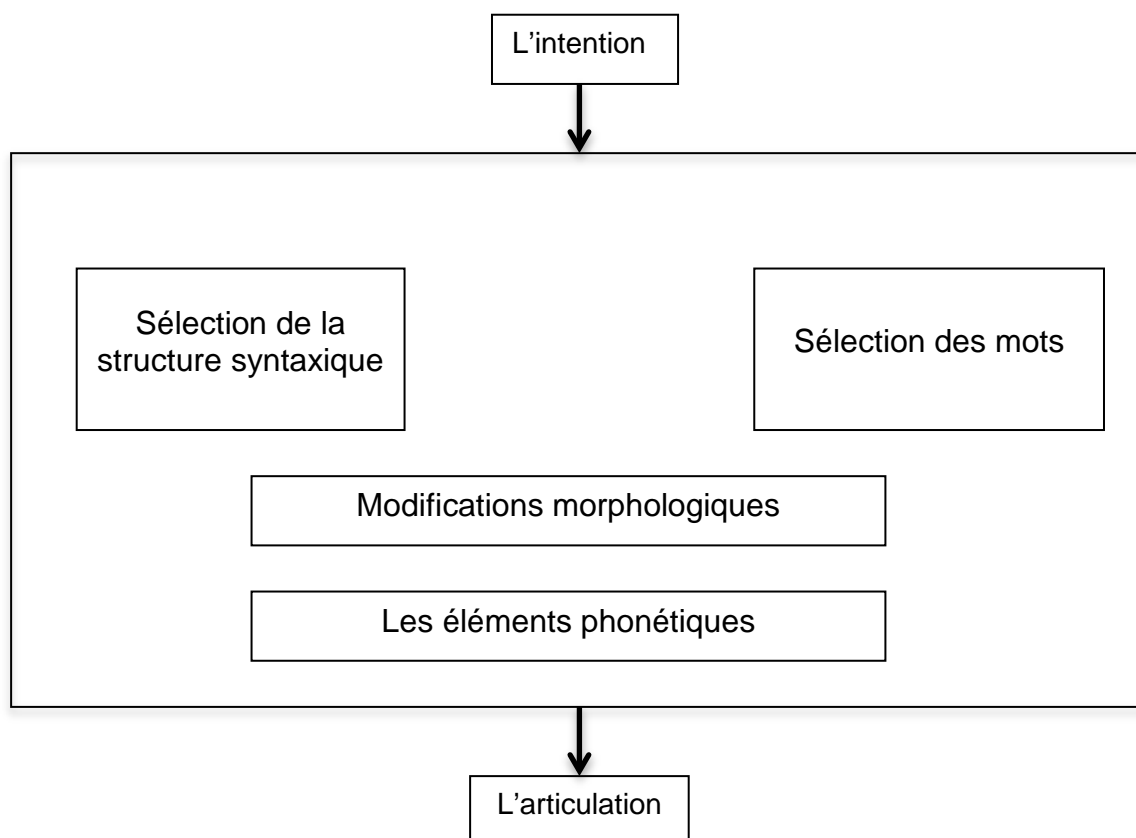 L’intention
Sélection de la
structure syntaxique
Sélection des mots
Modifications morphologiques
Les éléments phonétiques
L’articulation